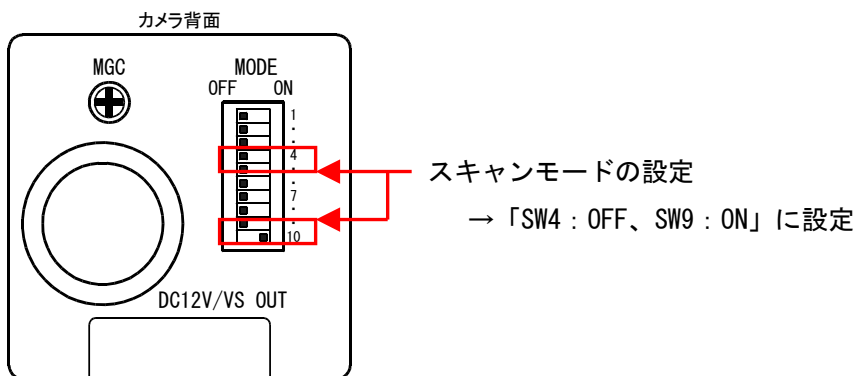 カメラ背面
MGC
MODE
OFF ON
1
・
・
4
・
・
7
・
・
10
スキャンモードの設定
→「SW4：OFF、SW9：ON」に設定
DC12V/VS OUT